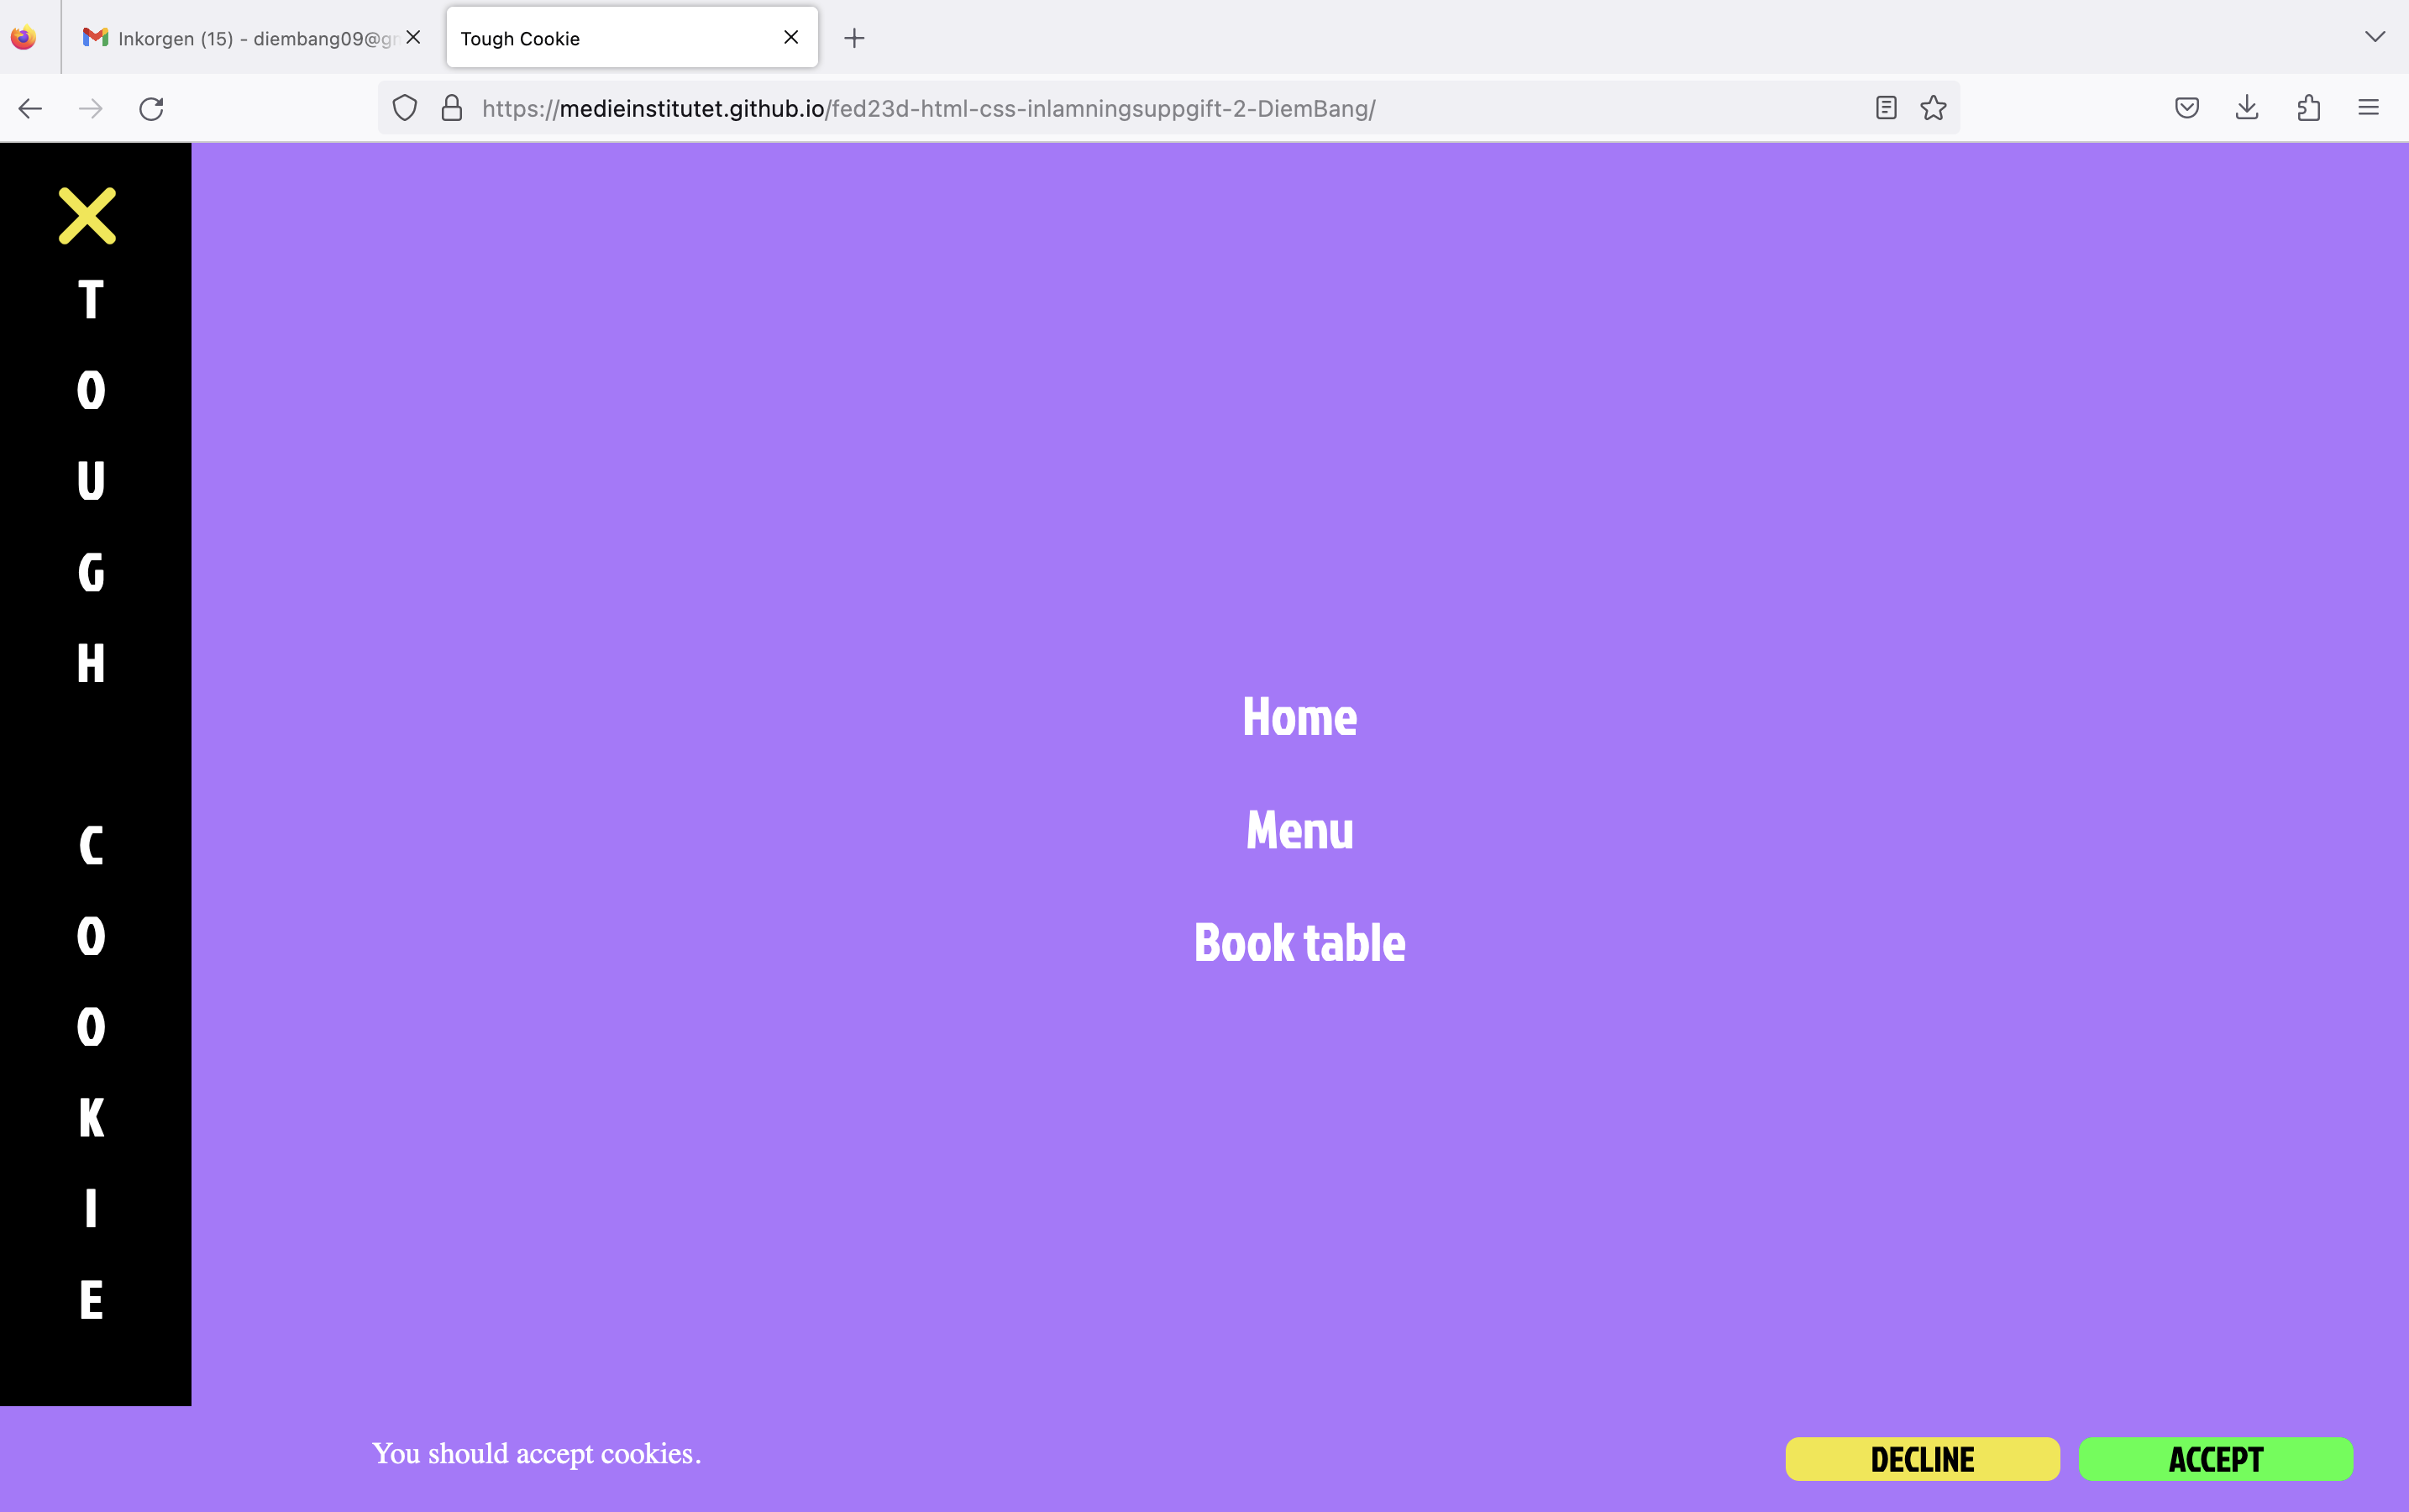 Inkorgen (15) - diembang09@gr
Tough Cookie
https://medieinstitutet.github.io/fed23d-html-css-inlamningsuppgift-2-DiemBang/
T
O
U
G
H
C
O
O
K
I
E
Home
Menu
Book table
You should accept cookies.
DECLINE
ACCEPT